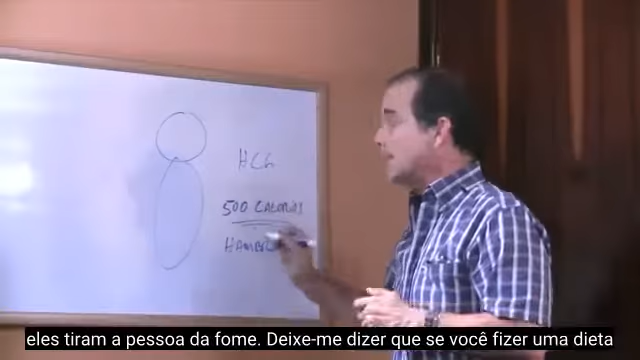 HCG
500 CALORIAS
eles tiram a pessoa da fome. Deixe-me dizer que se você fizer uma dieta